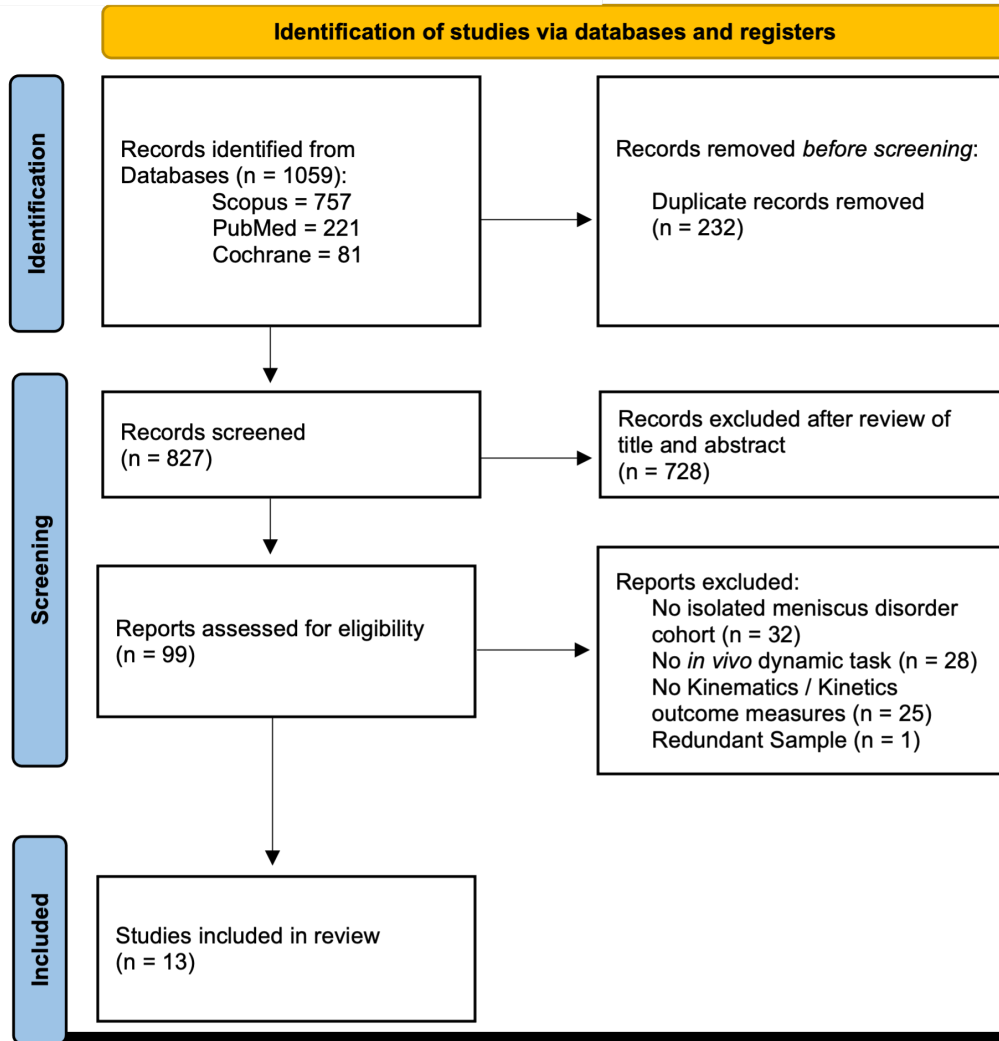 Identification of studies via databases and registers
Identification
Records identified from
Databases (n = 1059):
Scopus = 757
PubMed = 221
Cochrane = 81
Records removed before screening:
Duplicate records removed
(n = 232)
Screening
Records screened
(n = 827)
Records excluded after review of
title and abstract
(n = 728)
Reports assessed for eligibility
(n = 99)
Reports excluded:
No isolated meniscus disorder
cohort (n = 32)
No in vivo dynamic task (n = 28)
No Kinematics / Kinetics
outcome measures (n = 25)
Redundant Sample (n = 1)
Included
Studies included in review
(n = 13)